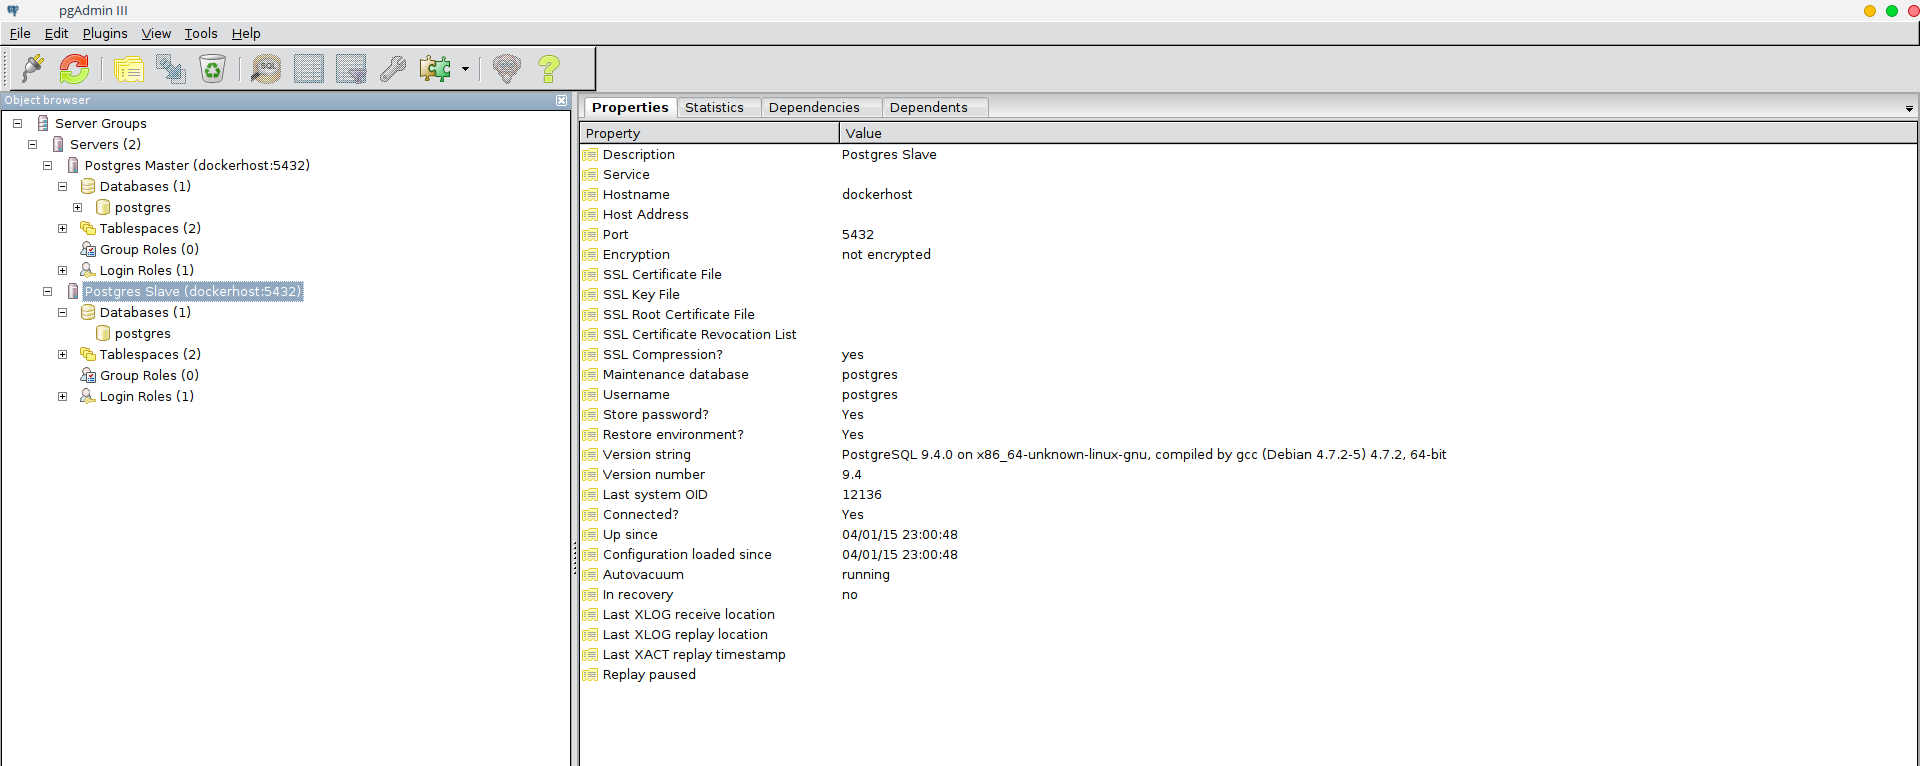 pgAdmin III
File Edit Plugins View Tools Help
SQL
Object browser
Server Groups
Servers (2)
Postgres Master (dockerhost:5432)
Databases (1)
postgres
Tablespaces (2)
Group Roles (0)
Login Roles (1)
Postgres Slave (dockerhost:5432)
Databases (1)
postgres
Tablespaces (2)
Group Roles (0)
Login Roles (1)
Properties Statistics Dependencies Dependents
Property Value
Description Postgres Slave
Service
Hostname dockerhost
Host Address
Port 5432
Encryption not encrypted
SSL Certificate File
SSL Key File
SSL Root Certificate File
SSL Certificate Revocation List
SSL Compression? yes
Maintenance database postgres
Username postgres
Store password? Yes
Restore environment? Yes
Version string PostgreSQL 9.4.0 on x86_64-unknown-linux-gnu, compiled by gcc (Debian 4.7.2-5) 4.7.2, 64-bit
Version number 9.4
Last system OID 12136
Connected? Yes
Up since 04/01/15 23:00:48
Configuration loaded since 04/01/15 23:00:48
Autovacuum running
In recovery no
Last XLOG receive location
Last XLOG replay location
Last XACT replay timestamp
Replay paused